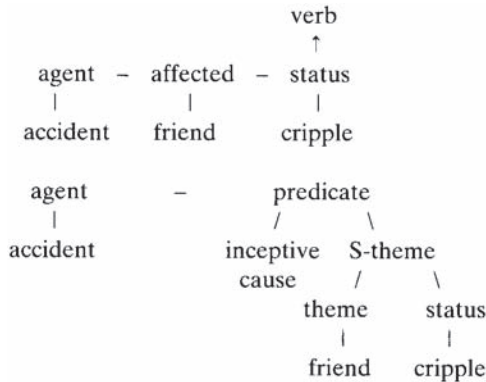 verb
↑
agent – affected – status
| | |
accident friend cripple
agent – predicate
| / \
accident inceptive S-theme
cause / \
theme status
| |
friend cripple